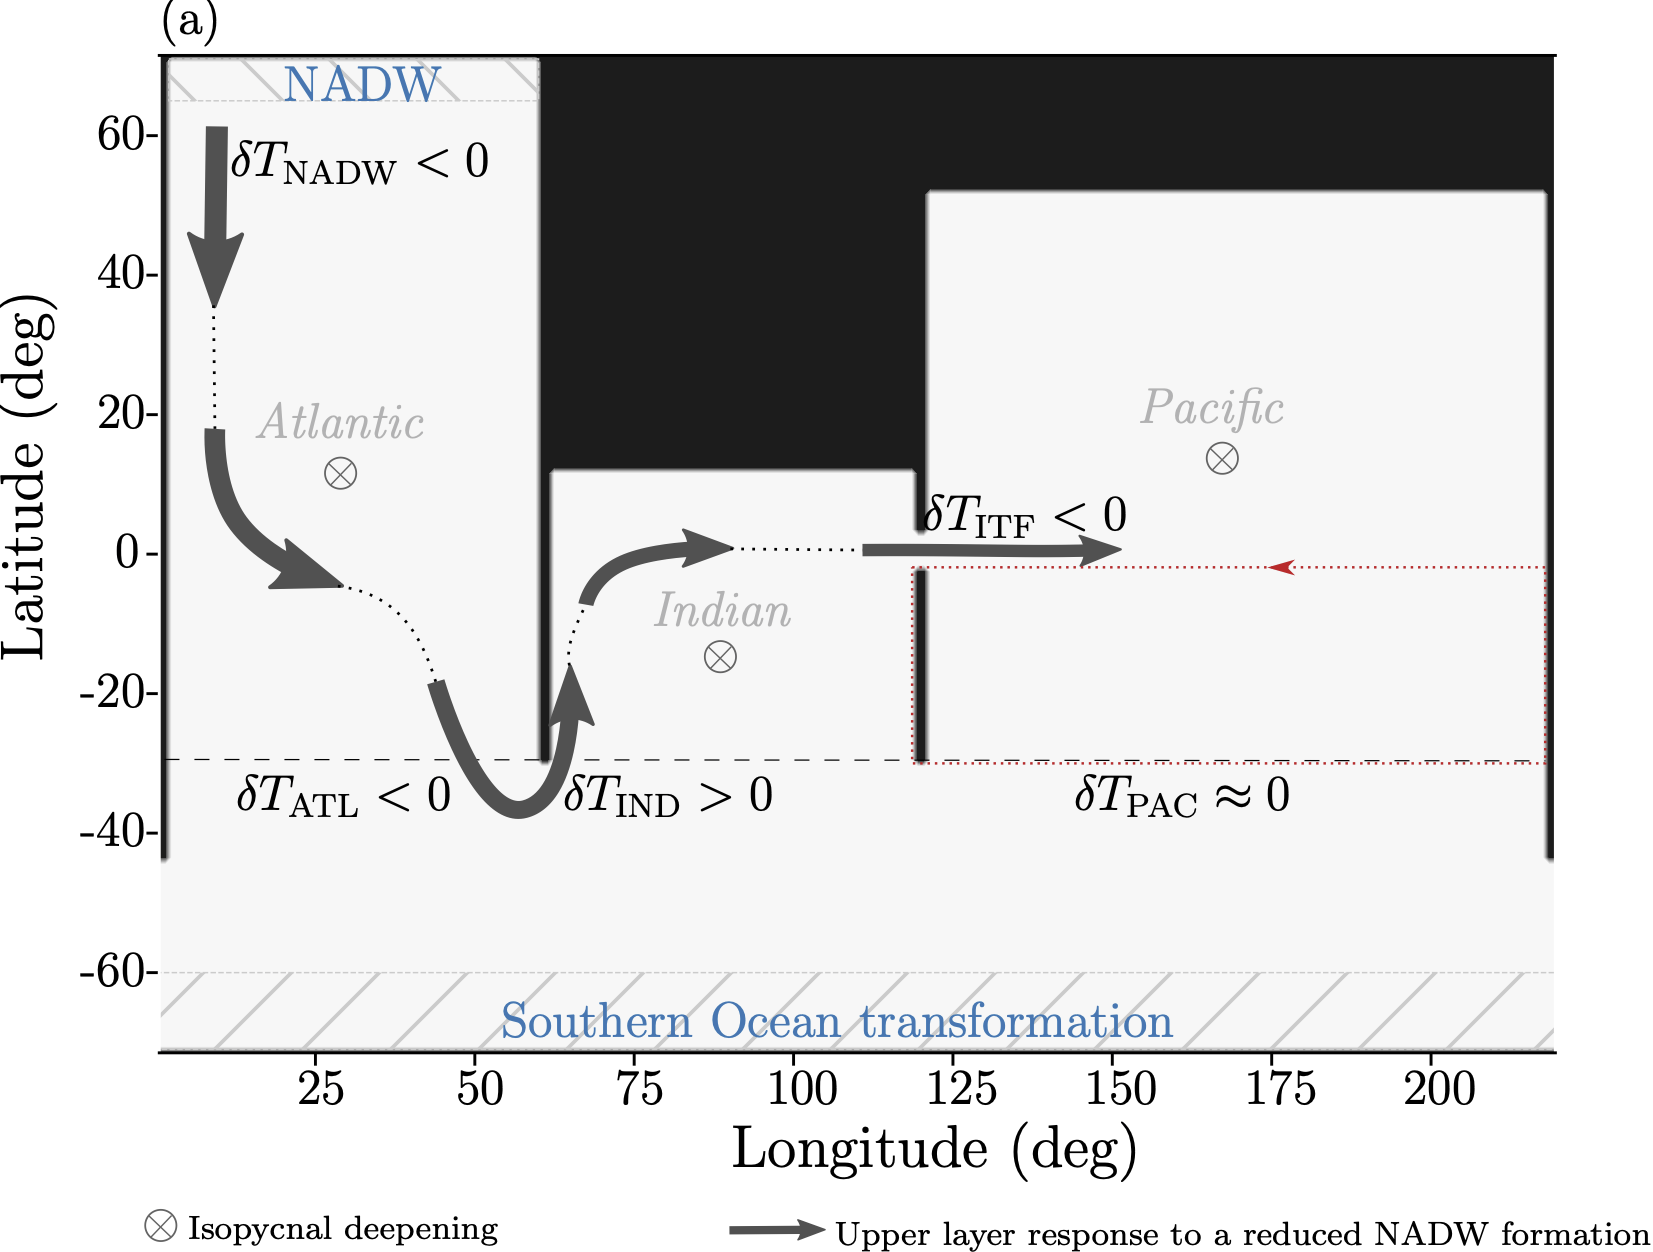 (a)
NADW
δT_NADW < 0
60
40
20
0
-20
-40
-60
Latitude (deg)
Atlantic
Pacific
δT_ITF < 0
Indian
δT_ATL < 0
δT_IND > 0
δT_PAC ≈ 0
Southern Ocean transformation
25 50 75 100 125 150 175 200
Longitude (deg)
Isopycnal deepening
Upper layer response to a reduced NADW formation